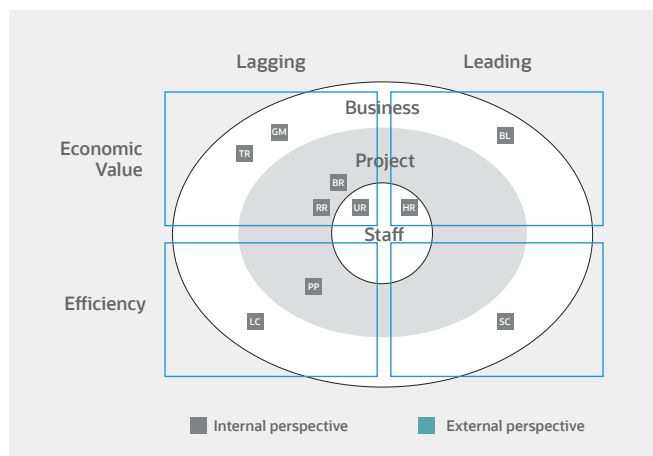 Lagging
Leading
Business
Economic
Value
GM
TR
BL
Project
BR
RR
UR
HR
Staff
Efficiency
PP
LC
SC
Internal perspective
External perspective